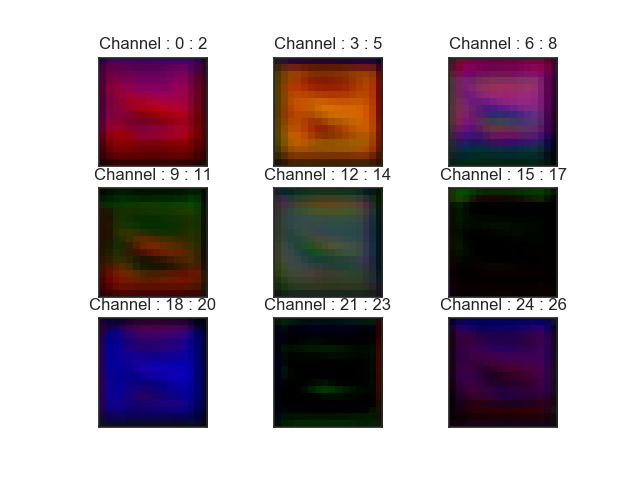 Channel : 0 : 2
Channel : 3 : 5
Channel : 6 : 8
Channel : 9 : 11
Channel : 12 : 14
Channel : 15 : 17
Channel : 18 : 20
Channel : 21 : 23
Channel : 24 : 26